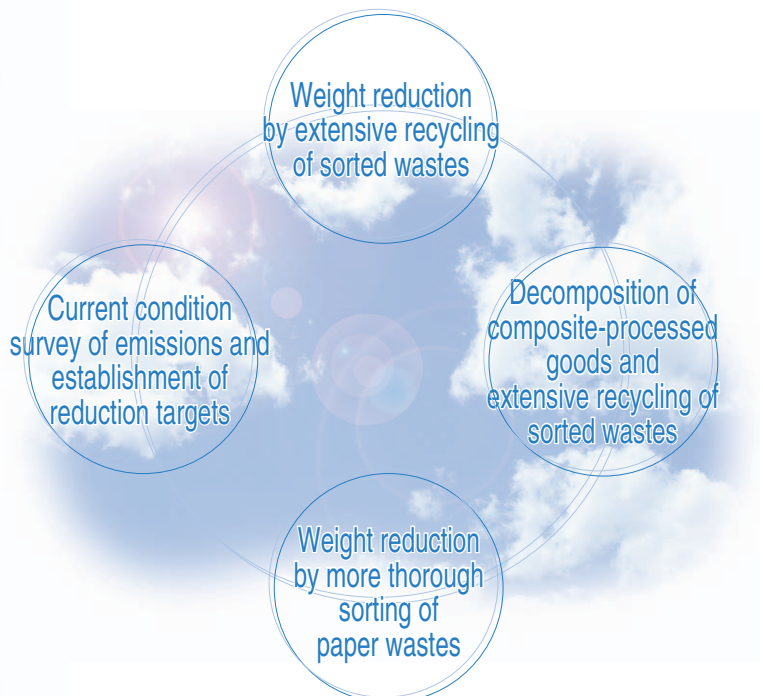 Weight reduction
by extensive recycling
of sorted wastes
Current condition
survey of emissions and
establishment of
reduction targets
Decomposition of
composite-processed
goods and
extensive recycling of
sorted wastes
Weight reduction
by more thorough
sorting of
paper wastes